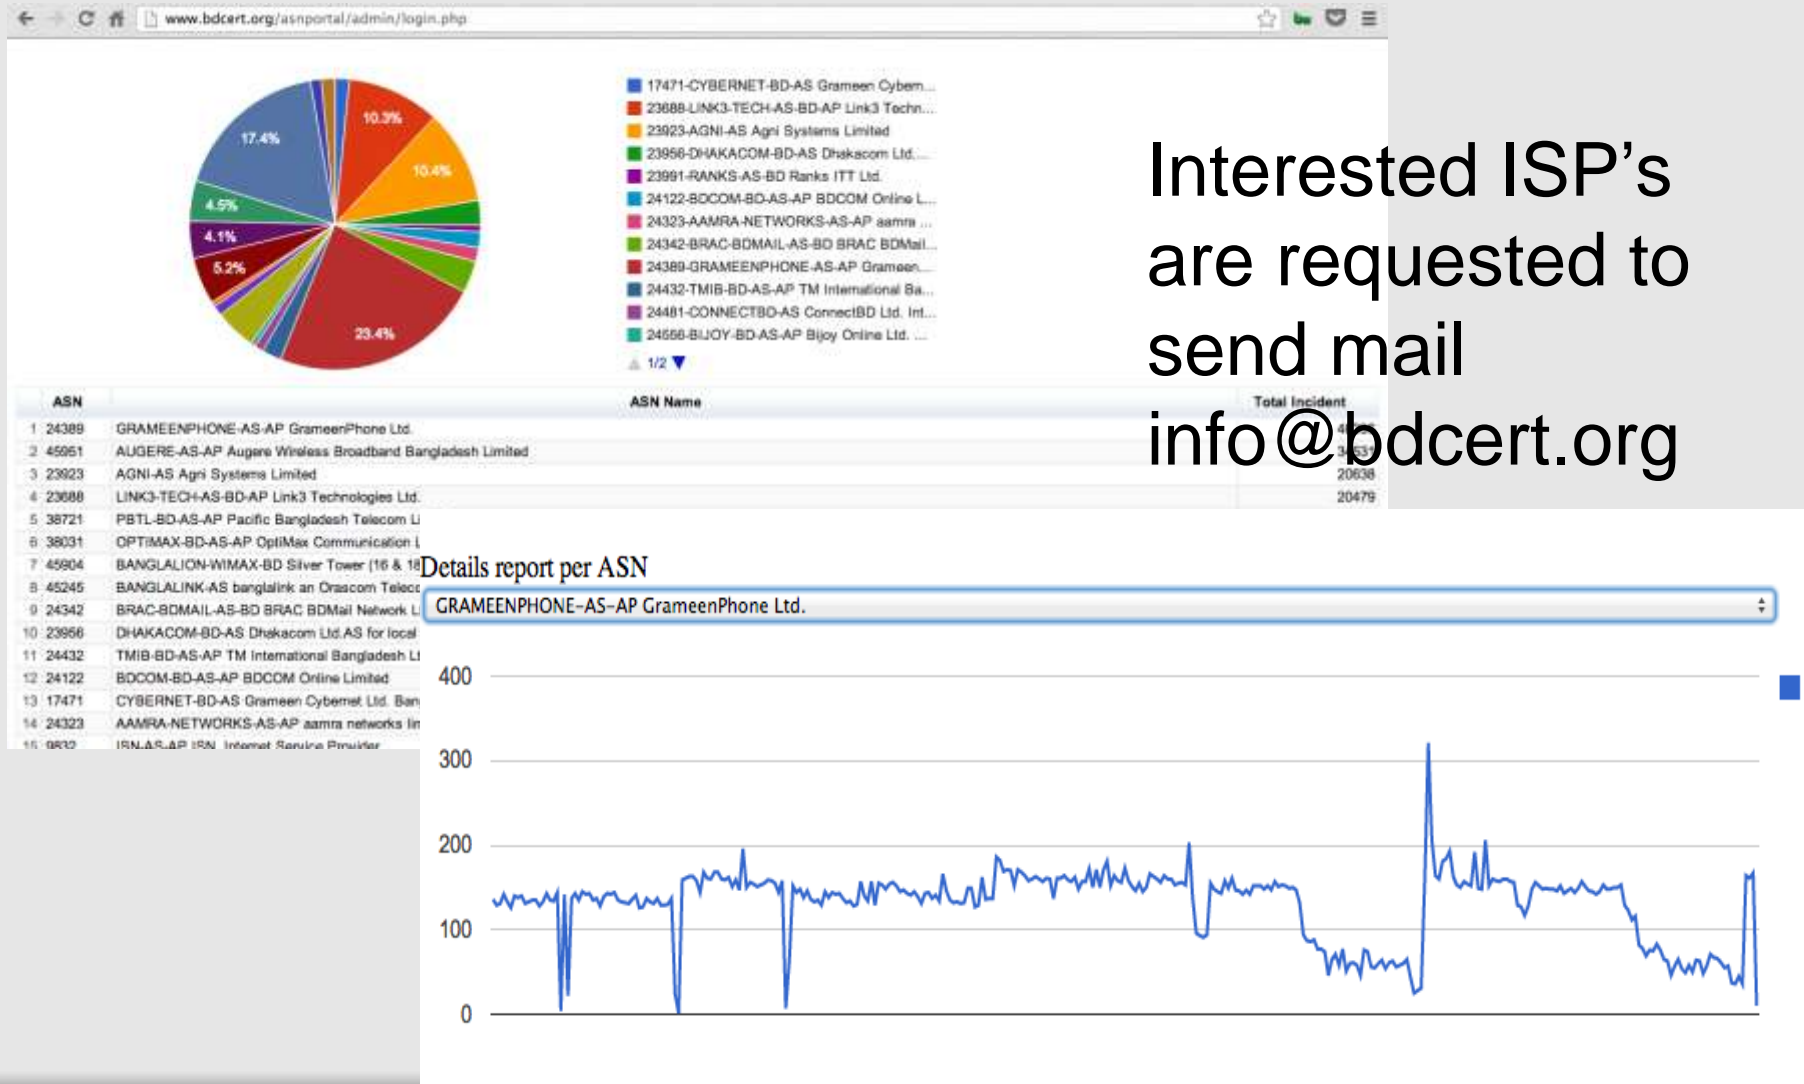 www.bdcert.org/asnportal/admin/login.php
10.3%
17.4%
10.4%
4.5%
4.1%
5.2%
23.4%
17471-CYBERNET-BD-AS Grameen Cybern...
23688-LINK3-TECH-AS-BD-AP Link3 Techn...
23923-AGNI-AS Agni Systems Limited
23956-DHAKACOM-BD-AS Dhakacom Ltd....
23991-RANKS-AS-BD Ranks ITT Ltd.
24122-BDCOM-BD-AS-AP BDCOM Online L...
24323-AAMRA-NETWORKS-AS-AP aamra ...
24342-BRAC-BDMAIL-AS-BD BRAC BDMail...
24389-GRAMEENPHONE-AS-AP Grameen...
24432-TMIB-BD-AS-AP TM International Ba...
24481-CONNECTBD-AS ConnectBD Ltd. Int...
24556-BIJOY-BD-AS-AP Bijoy Online Ltd. ...
1/2
Interested ISP's
are requested to
send mail
info@bdcert.org
ASN ASN Name Total Incident
1 24389 GRAMEENPHONE-AS-AP GrameenPhone Ltd.
2 45951 AUGERE-AS-AP Augere Wireless Broadband Bangladesh Limited
3 23923 AGNI-AS Agni Systems Limited 20638
4 23688 LINK3-TECH-AS-BD-AP Link3 Technologies Ltd. 20479
5 38721 PBTL-BD-AS-AP Pacific Bangladesh Telecom
6 38031 OPTIMAX-BD-AS-AP OptiMax Communication
7 45904 BANGLALION-WIMAX-BD Silver Tower (16 & 18
8 45245 BANGLALINK-AS banglalink an Orascom
9 24342 BRAC-BDMAIL-AS-BD BRAC BDMail Network
10 23956 DHAKACOM-BD-AS Dhakacom Ltd.AS for local
11 24432 TMIB-BD-AS-AP TM International Bangladesh
12 24122 BDCOM-BD-AS-AP BDCOM Online Limited
13 17471 CYBERNET-BD-AS Grameen Cybernet Ltd.
14 24323 AAMRA-NETWORKS-AS-AP aamra networks
15 9832 ISN-AS-AP ISN, Internet Service Provider
Details report per ASN
GRAMEENPHONE-AS-AP GrameenPhone Ltd.
400
300
200
100
0